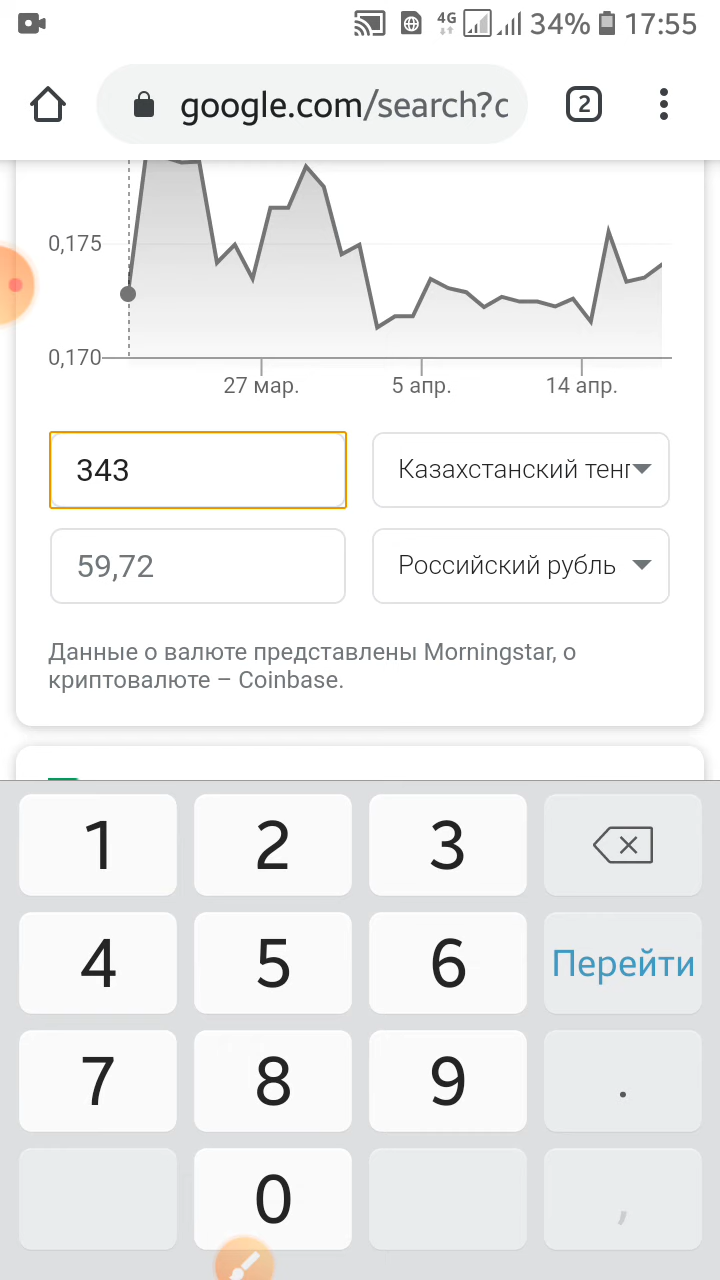 4G 34% 17:55
google.com/search?c 2
0,175
0,170
27 мар. 5 апр. 14 апр.
343 Казахстанский тенг
59,72 Российский рубль
Данные о валюте представлены Morningstar, о
криптовалюте – Coinbase.
1 2 3
4 5 6 Перейти
7 8 9 .
0 ,